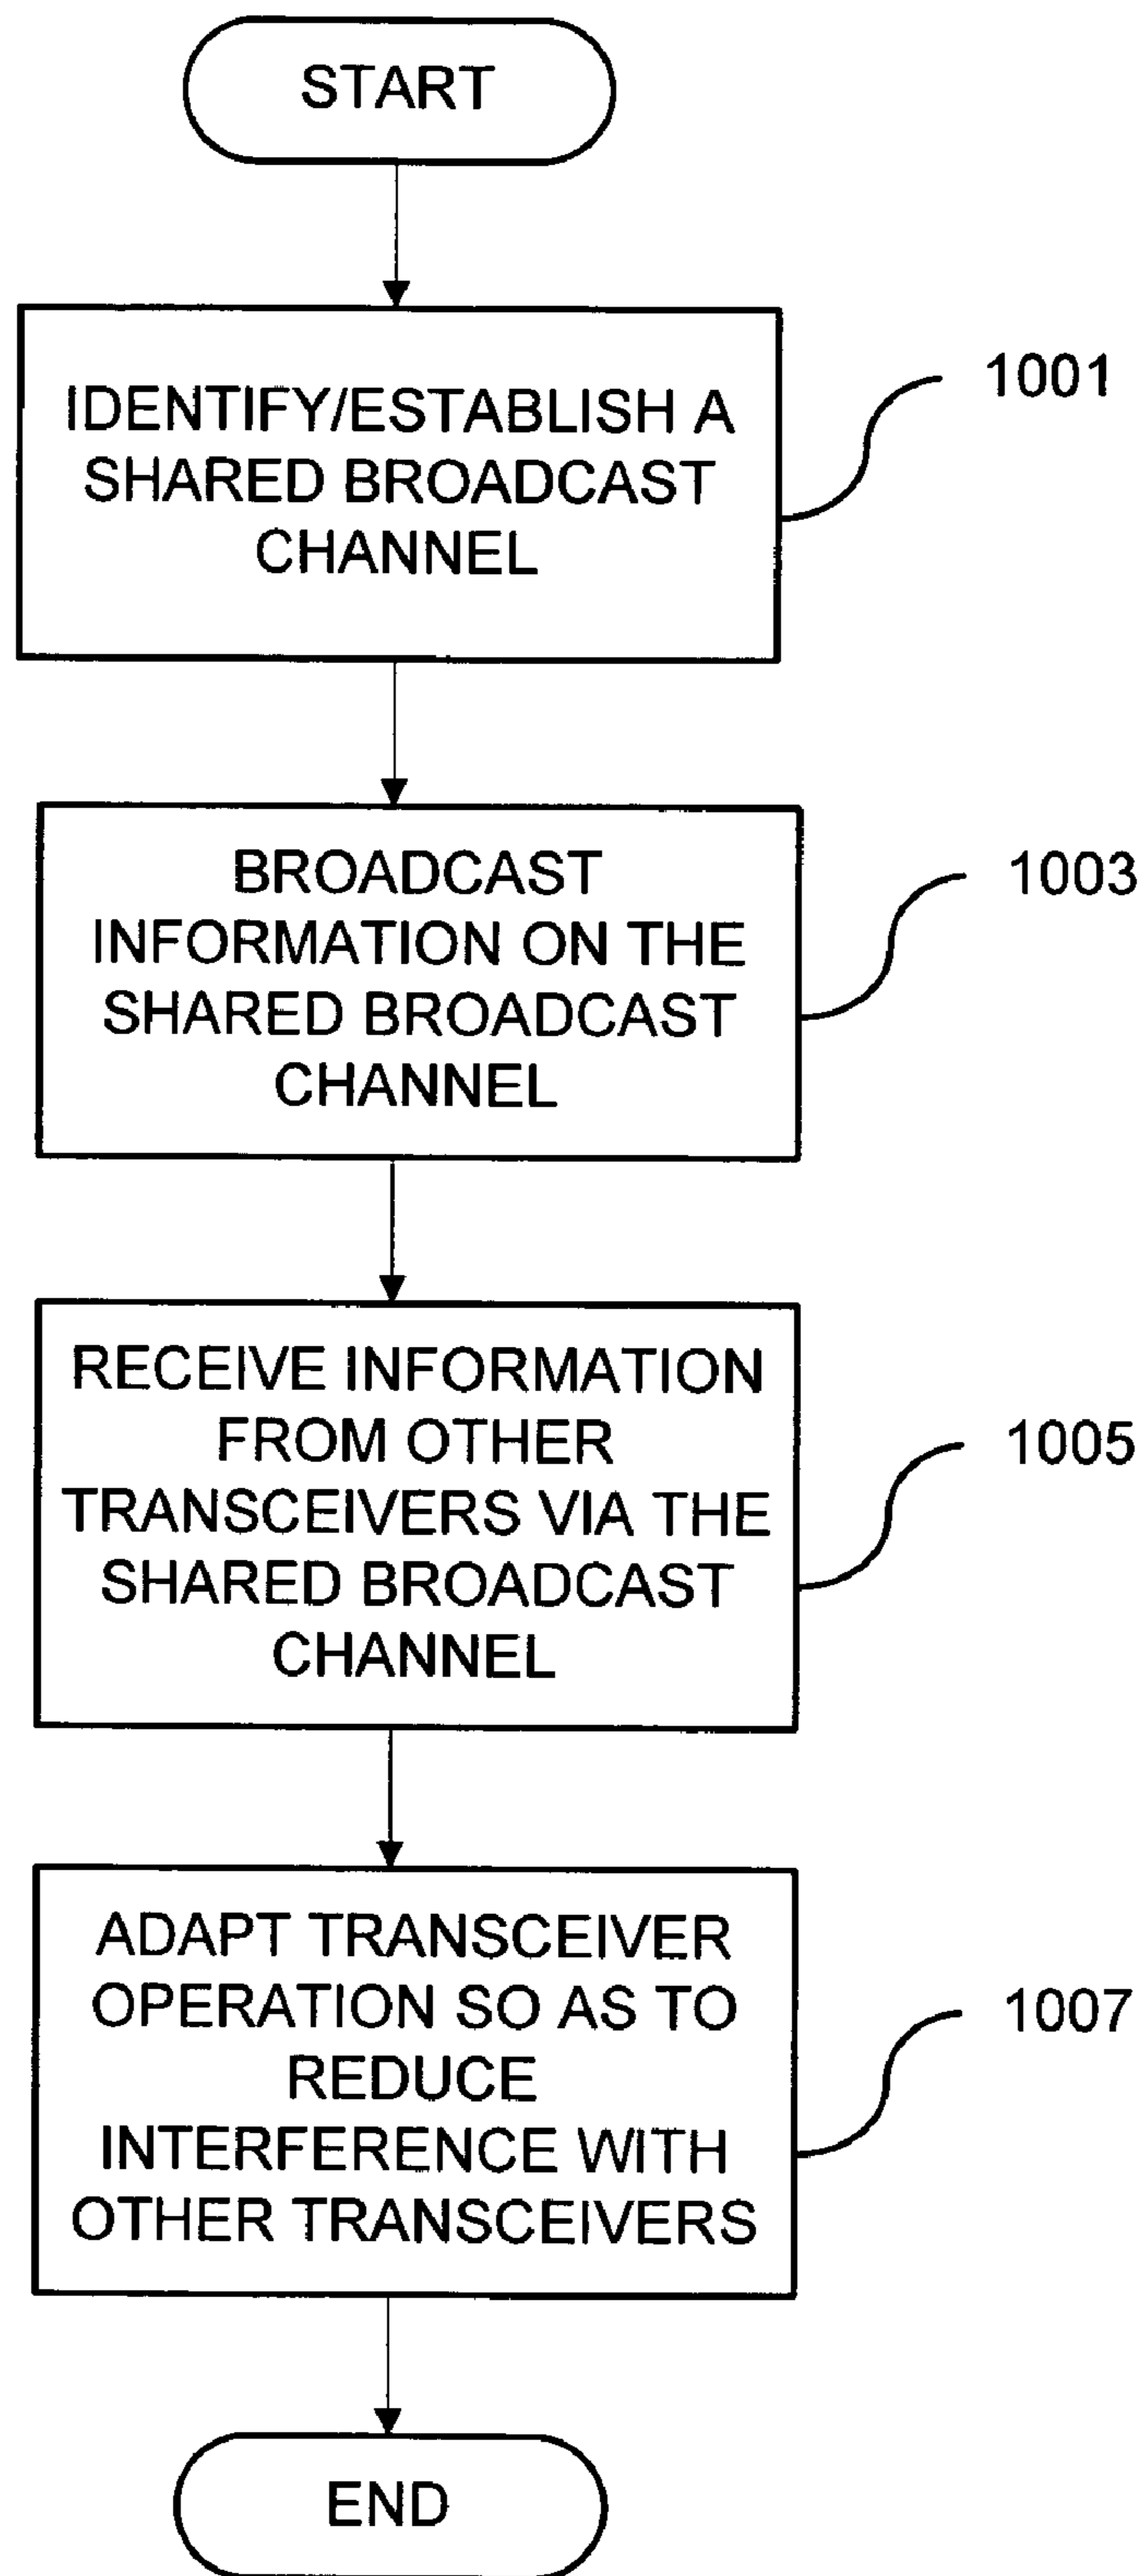 START
IDENTIFY/ESTABLISH A
SHARED BROADCAST
CHANNEL
1001
BROADCAST
INFORMATION ON THE
SHARED BROADCAST
CHANNEL
1003
RECEIVE INFORMATION
FROM OTHER
TRANSCEIVERS VIA THE
SHARED BROADCAST
CHANNEL
1005
ADAPT TRANSCEIVER
OPERATION SO AS TO
REDUCE
INTERFERENCE WITH
OTHER TRANSCEIVERS
1007
END